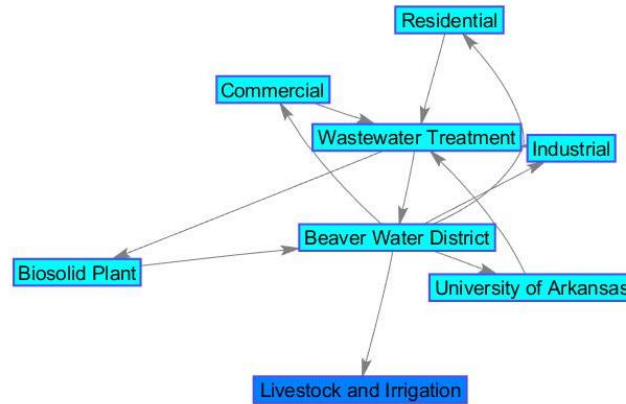 Residential
Commercial
Wastewater Treatment
Industrial
Beaver Water District
Biosolid Plant
University of Arkansas
Livestock and Irrigation